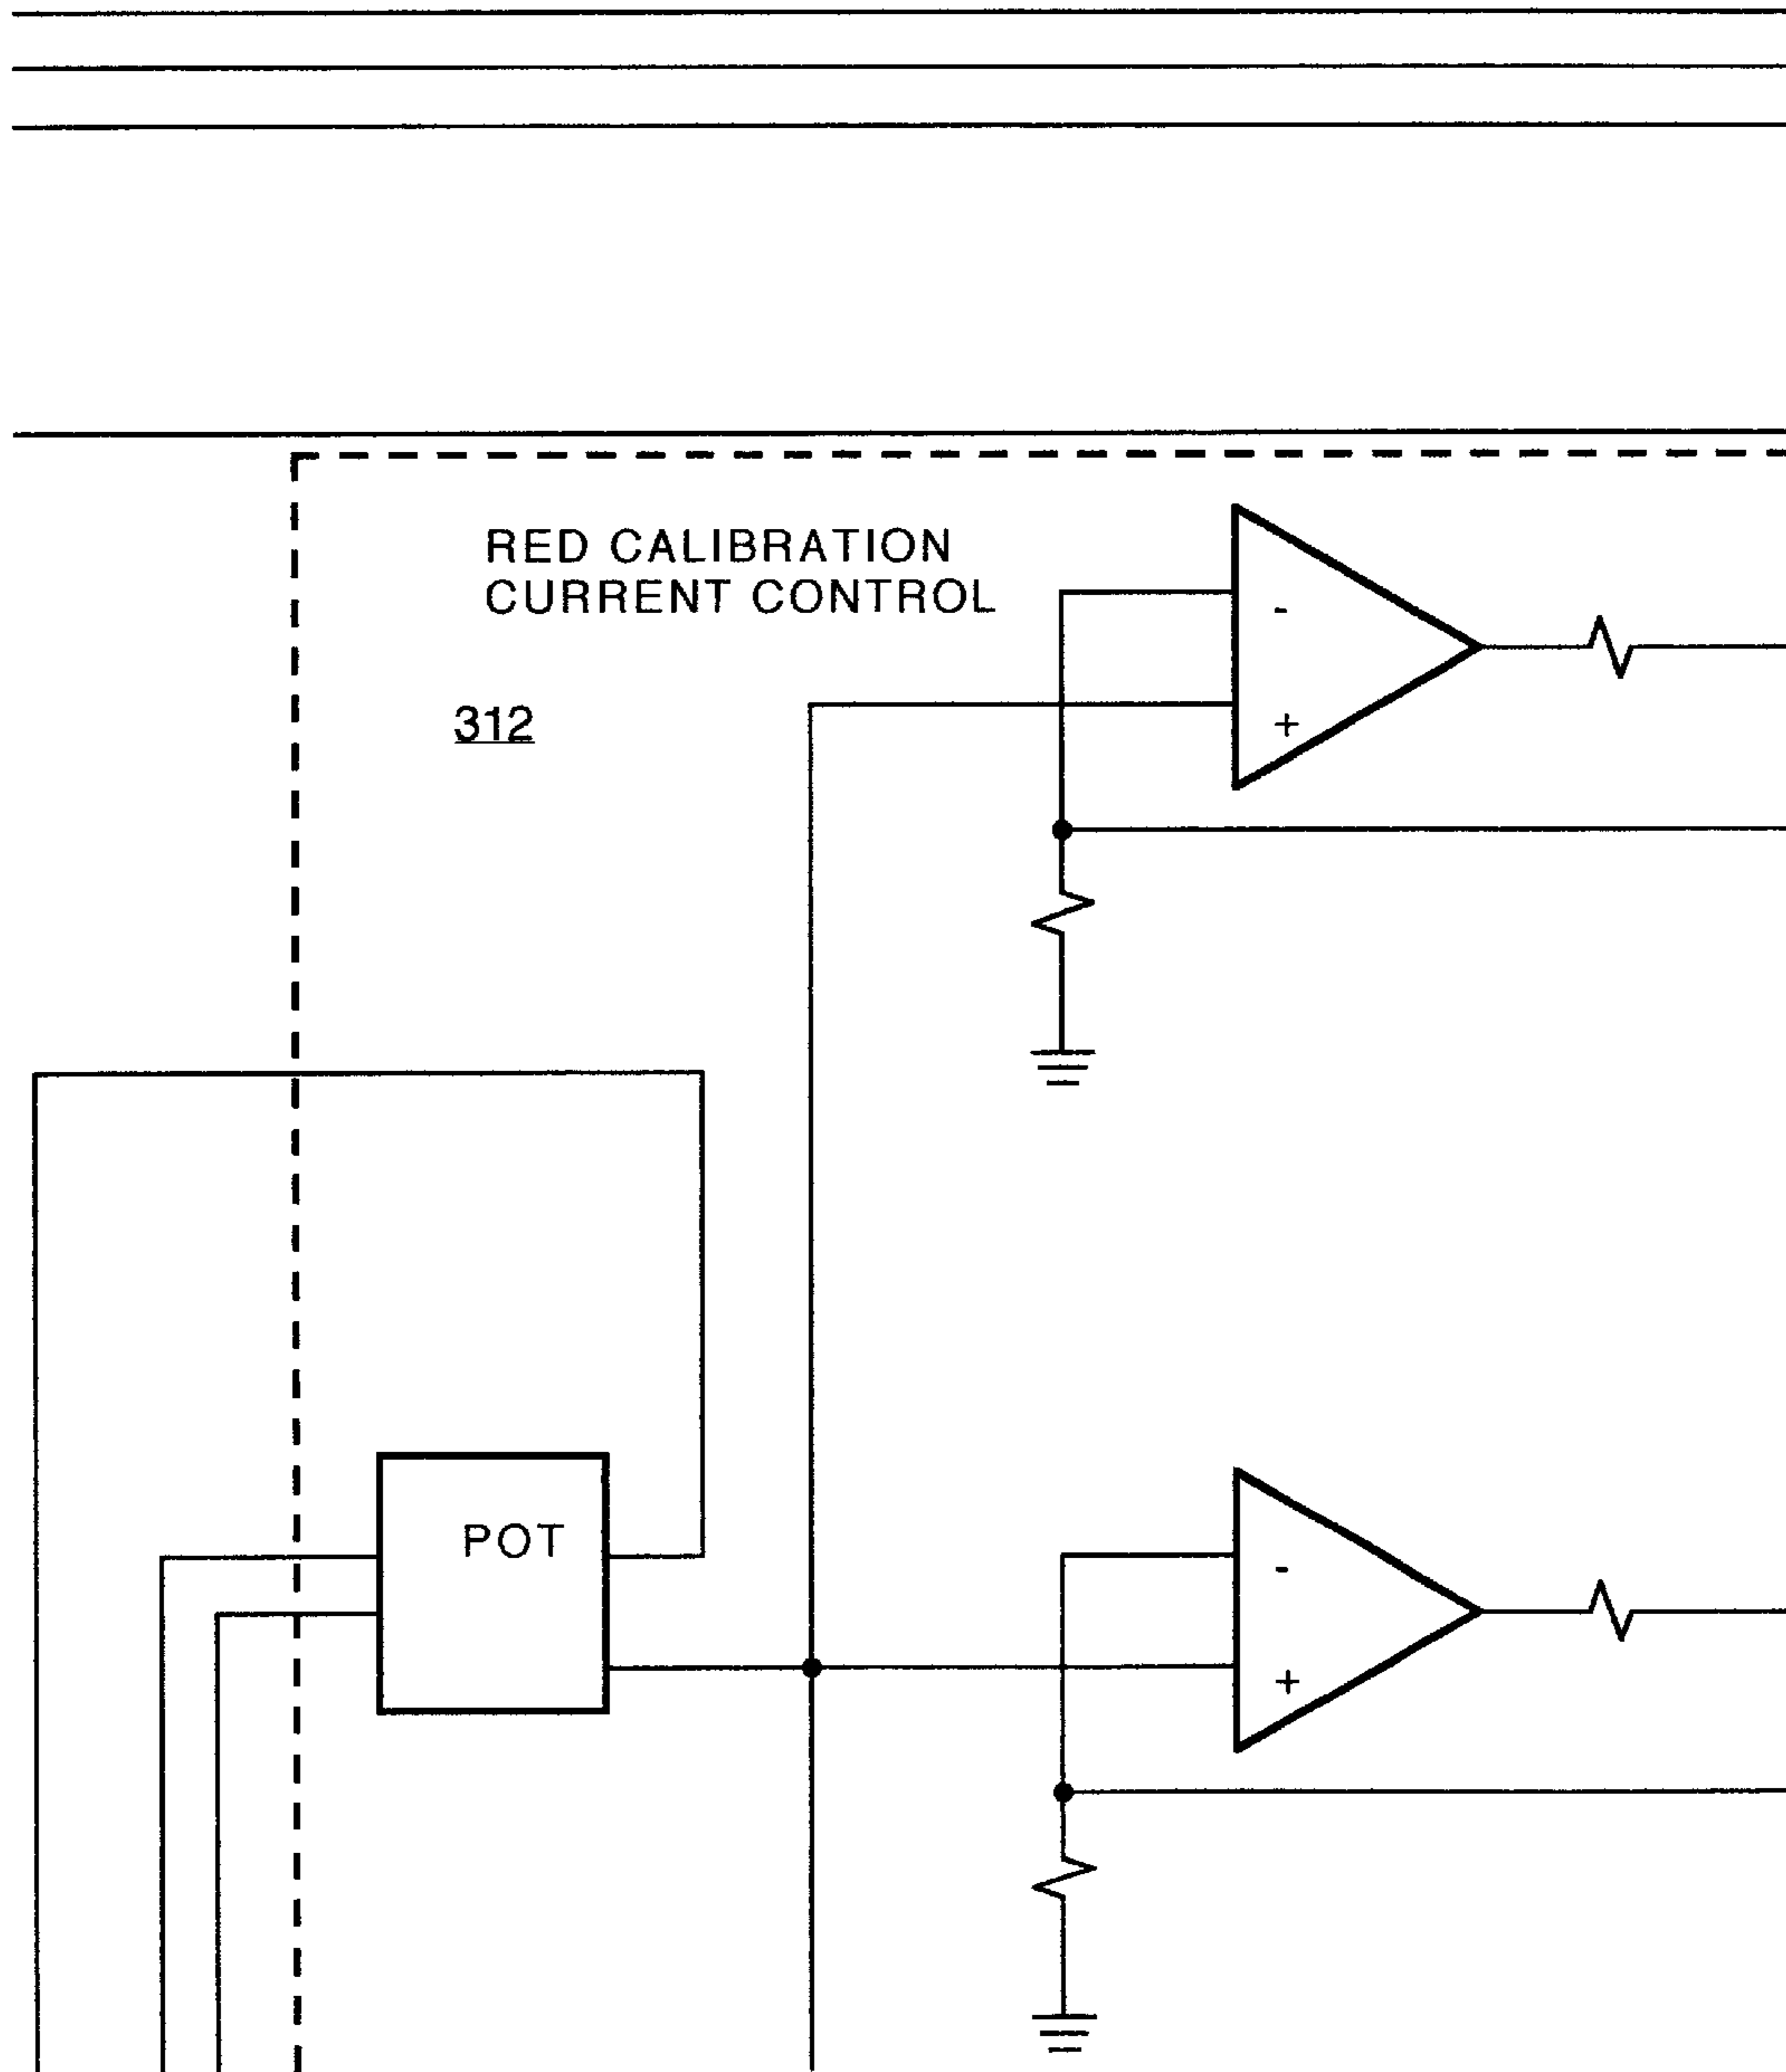 RED CALIBRATION
CURRENT CONTROL
-
312
+
POT
-
+